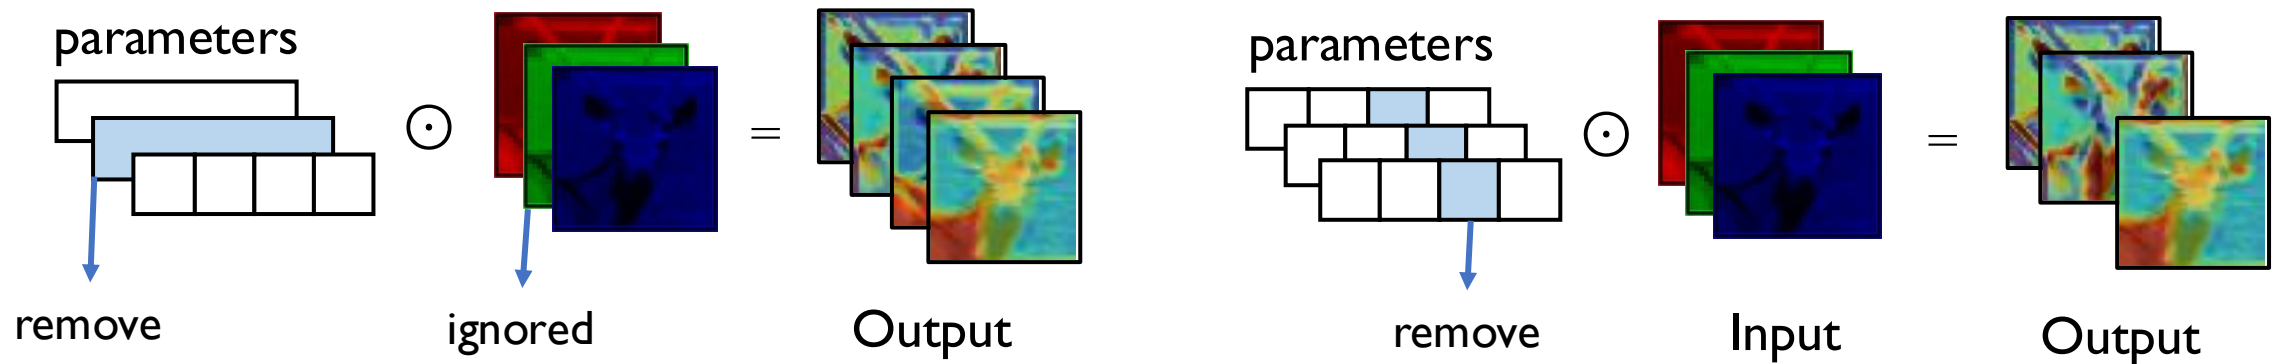 parameters
⊙
=
remove
ignored
Output
parameters
⊙
=
remove
Input
Output